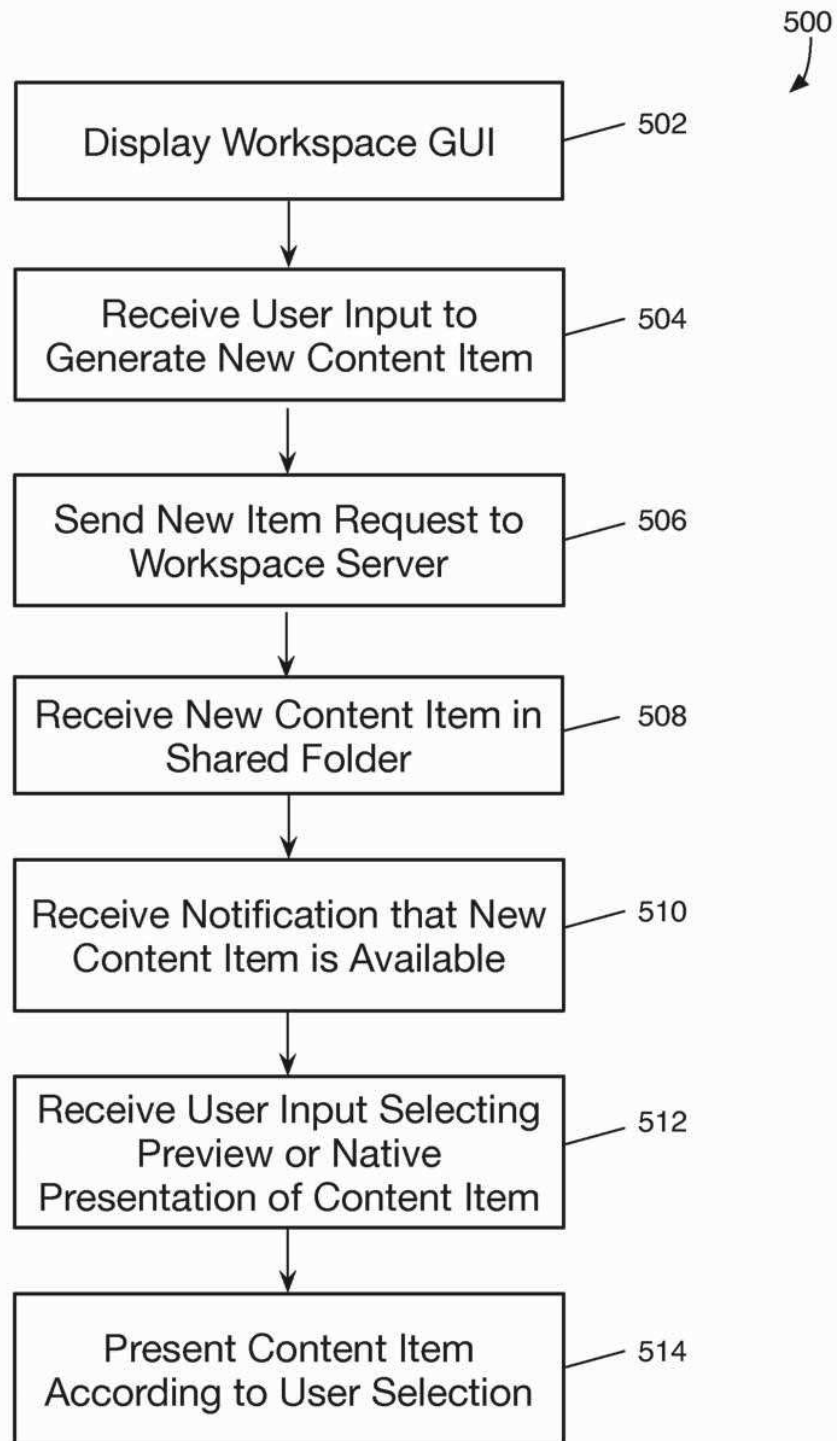 500
Display Workspace GUI
502
Receive User Input to
Generate New Content Item
504
Send New Item Request to
Workspace Server
506
Receive New Content Item in
Shared Folder
508
Receive Notification that New
Content Item is Available
510
Receive User Input Selecting
Preview or Native
Presentation of Content Item
512
Present Content Item
According to User Selection
514